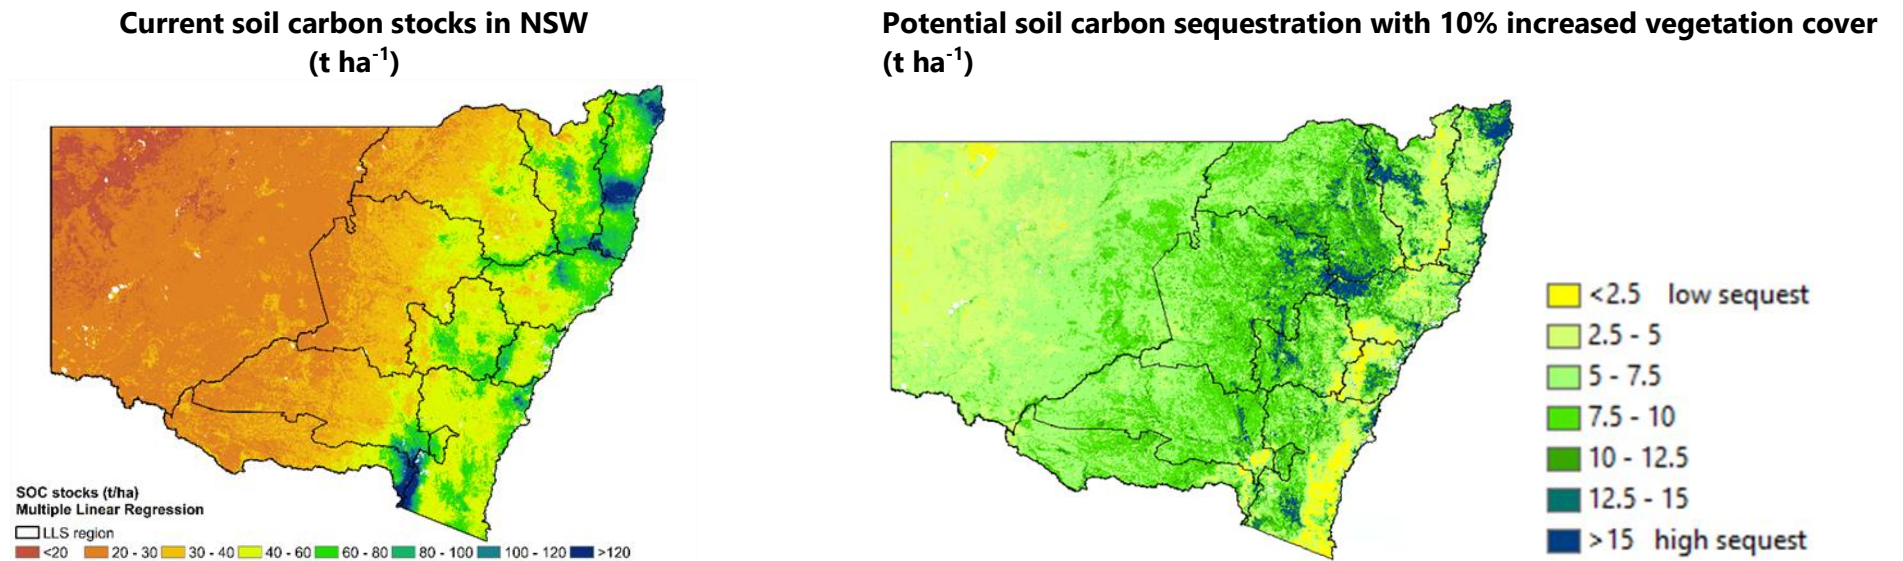 Current soil carbon stocks in NSW
(t ha⁻¹)
Potential soil carbon sequestration with 10% increased vegetation cover
(t ha⁻¹)
SOC stocks (t/ha)
Multiple Linear Regression
LLS region
<20 20 - 30 30 - 40 40 - 60 60 - 80 80 - 100 100 - 120 >120
<2.5 low sequest
2.5 - 5
5 - 7.5
7.5 - 10
10 - 12.5
12.5 - 15
>15 high sequest